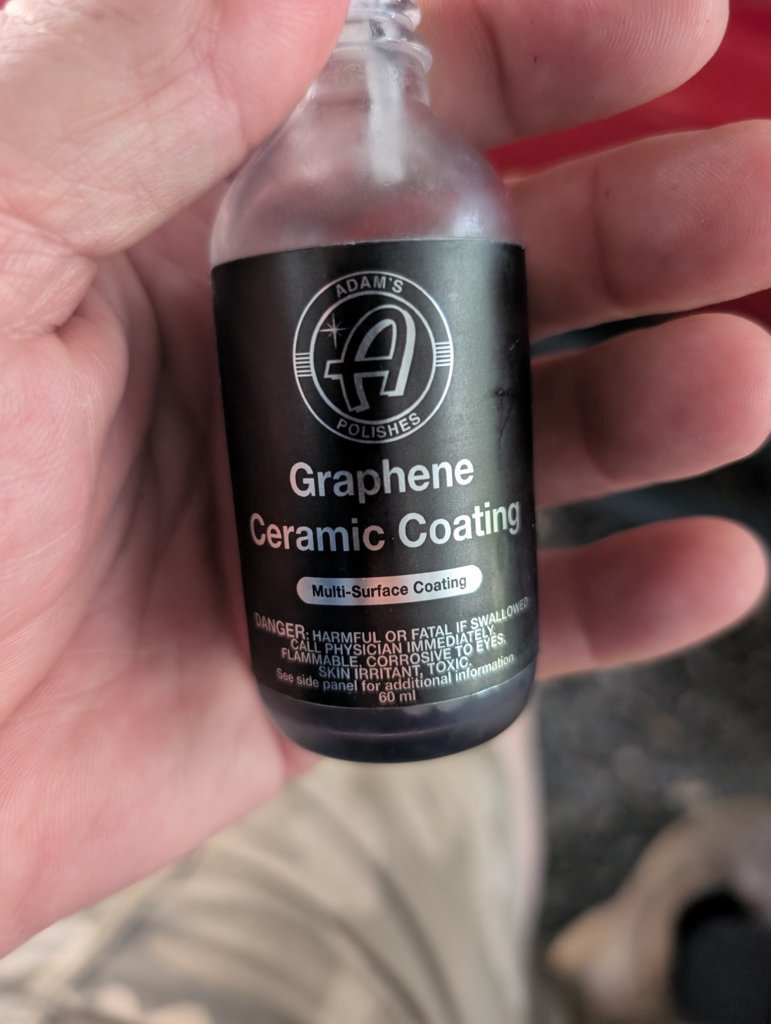 ADAM'S
A
POLISHES
Graphene
Ceramic Coating
Multi-Surface Coating
DANGER: HARMFUL OR FATAL IF SWALLOWED
CALL PHYSICIAN IMMEDIATELY.
FLAMMABLE, CORROSIVE TO EYES,
SKIN IRRITANT, TOXIC.
See side panel for additional information
60 ml